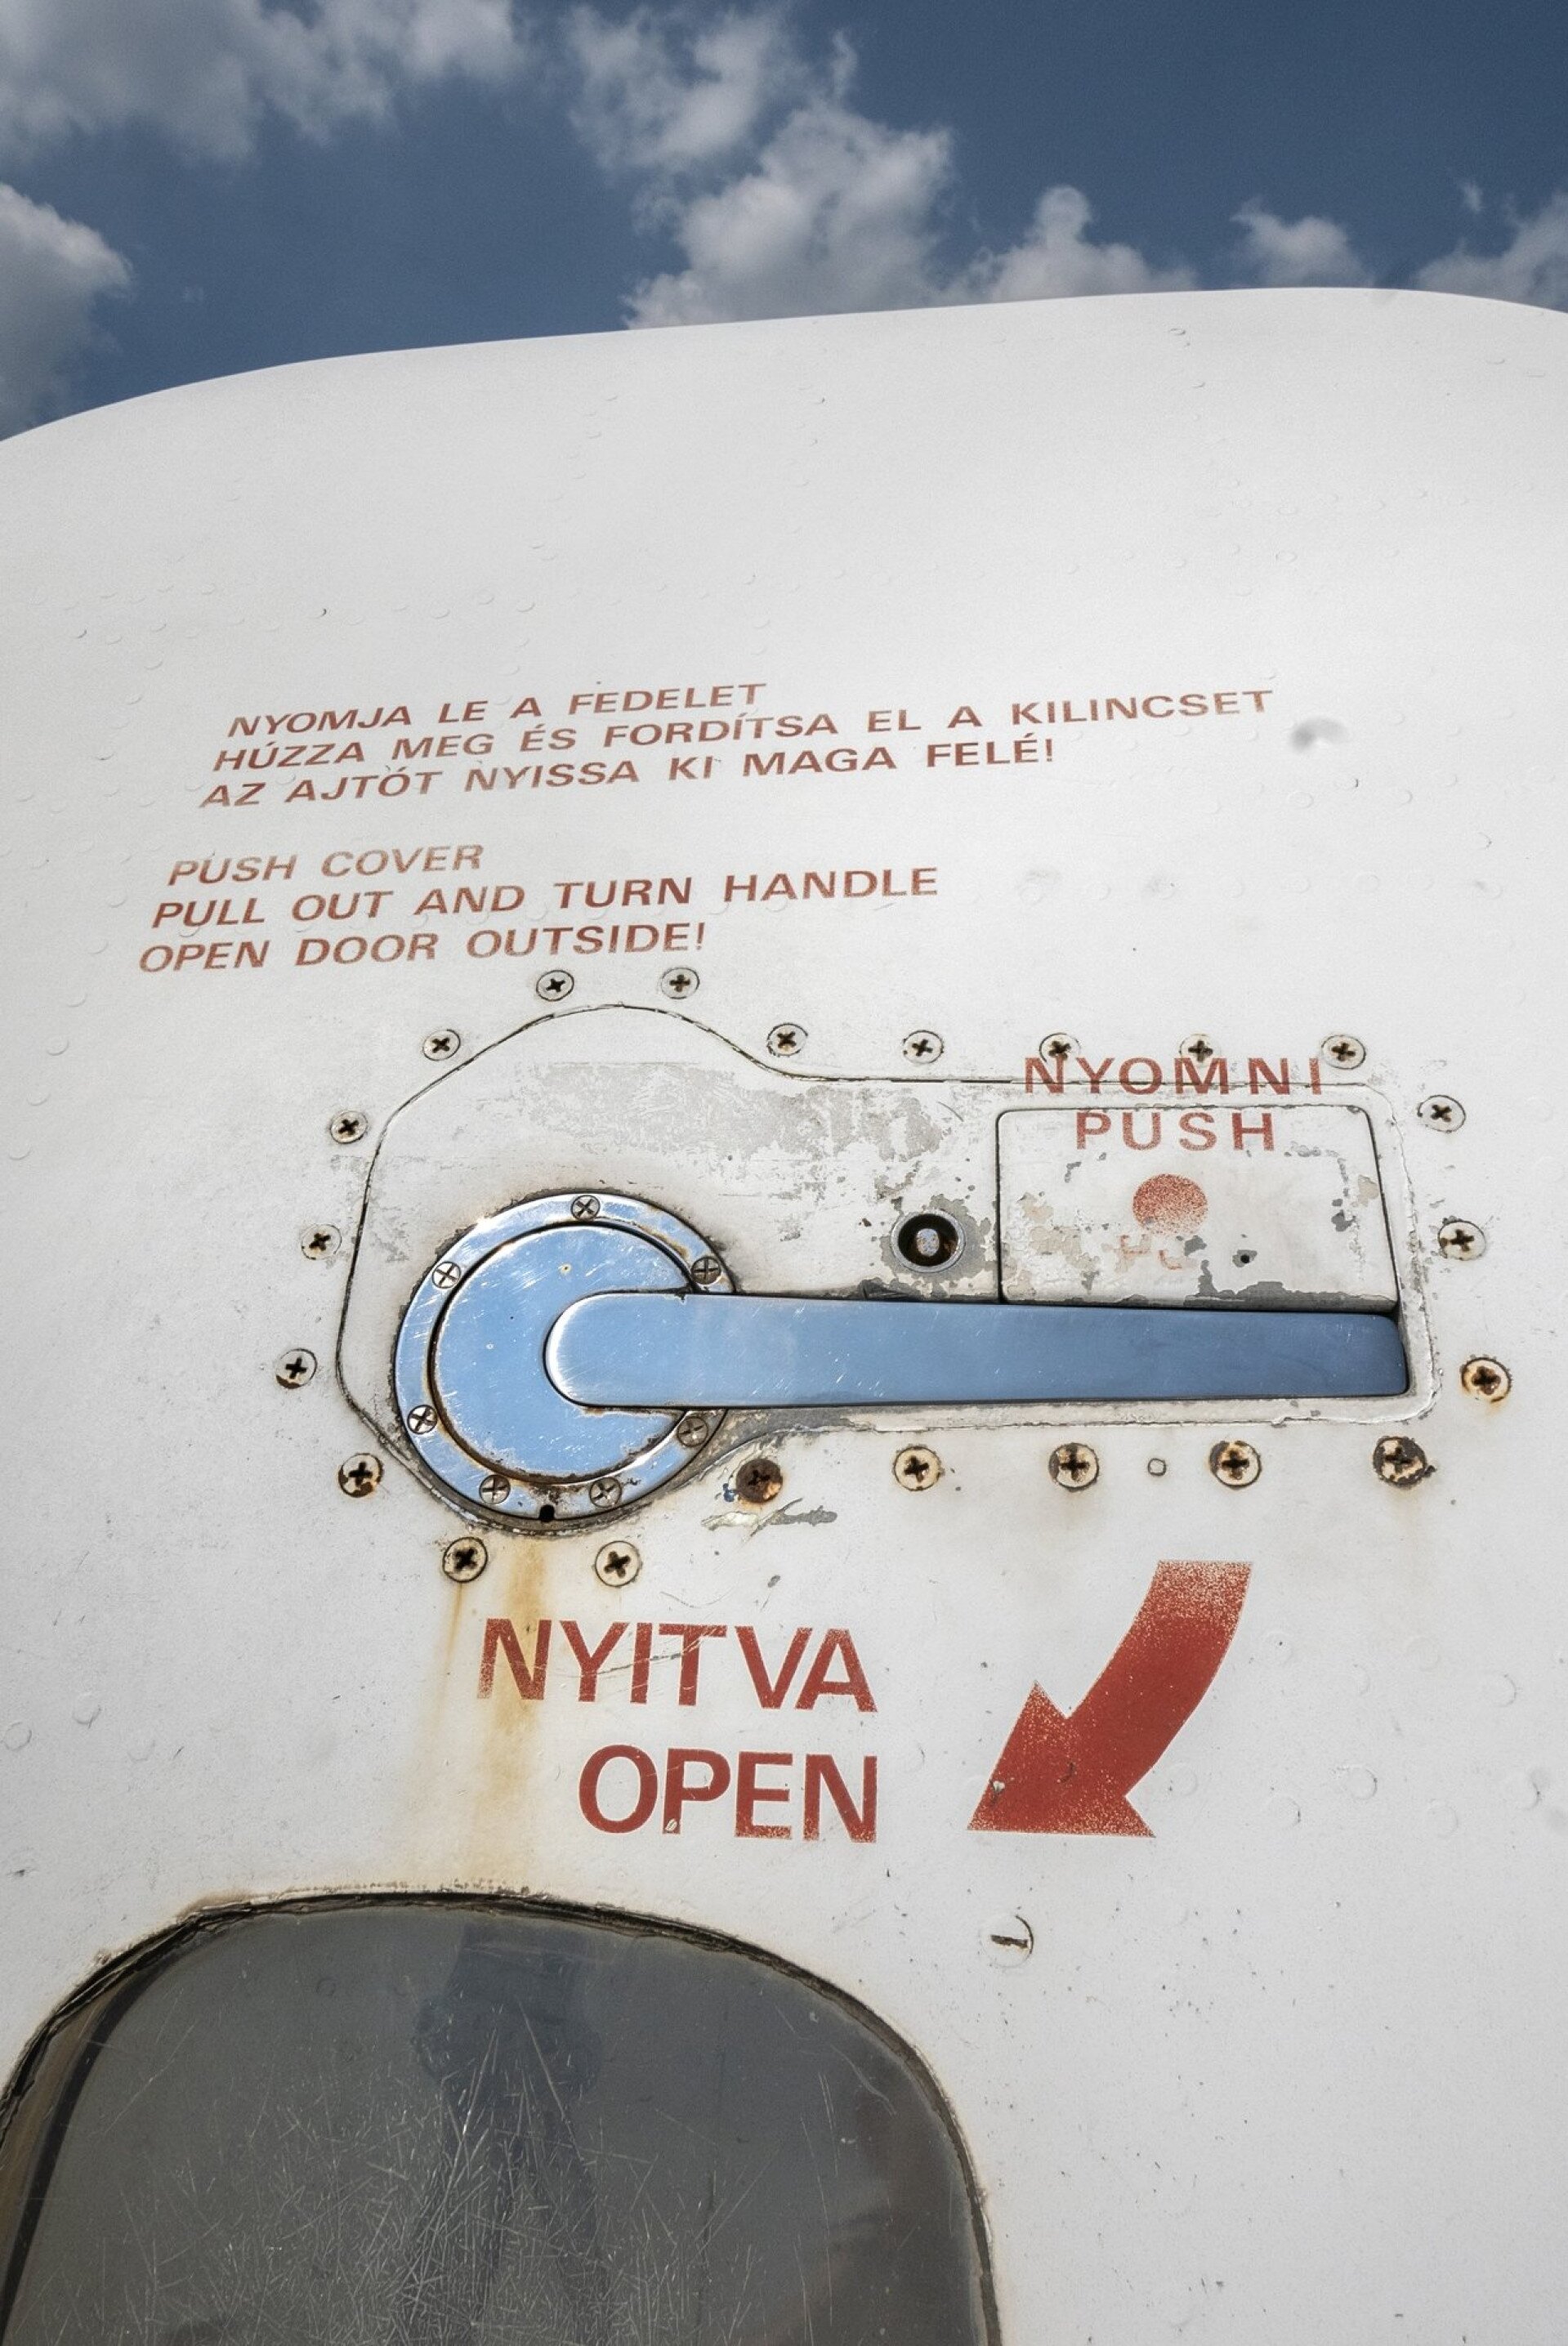 NYOMJA LE A FEDELET
HÚZZA MEG ÉS FORDÍTSA EL A KILINCSET
AZ AJTÓT NYISSA KI MAGA FELÉ!
PUSH COVER
PULL OUT AND TURN HANDLE
OPEN DOOR OUTSIDE!
NYOMNI
PUSH
NYITVA
OPEN